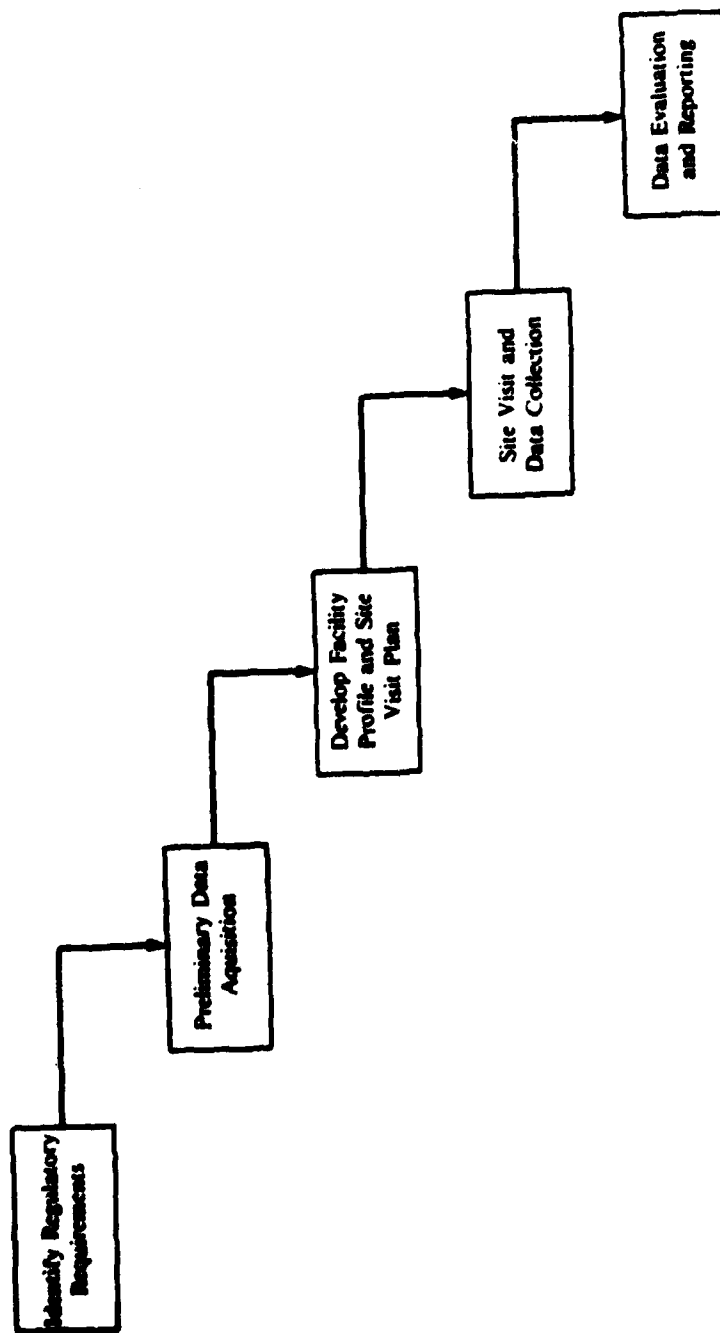 Identify Regulatory
Requirements
Preliminary Data
Aquisition
Develop Facility
Profile and Site
Visit Plan
Site Visit and
Data Collection
Data Evaluation
and Reporting